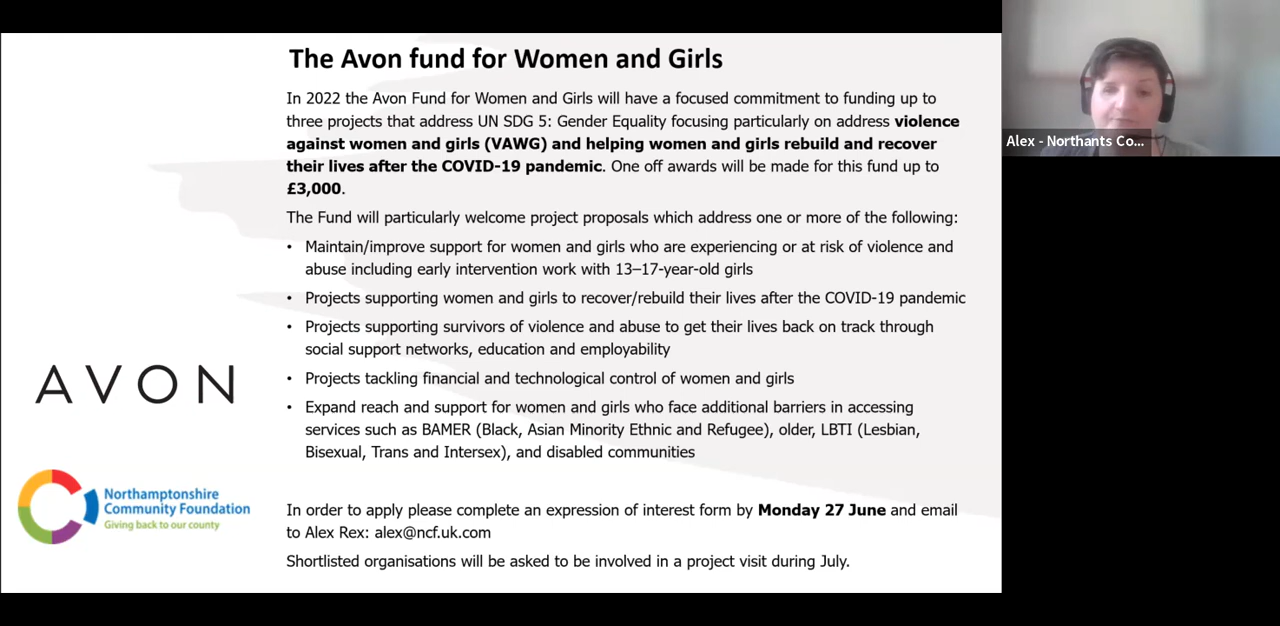 The Avon fund for Women and Girls
In 2022 the Avon Fund for Women and Girls will have a focused commitment to funding up to
three projects that address UN SDG 5: Gender Equality focusing particularly on address violence
against women and girls (VAWG) and helping women and girls rebuild and recover
their lives after the COVID-19 pandemic. One off awards will be made for this fund up to
£3,000.
The Fund will particularly welcome project proposals which address one or more of the following:
• Maintain/improve support for women and girls who are experiencing or at risk of violence and
abuse including early intervention work with 13–17-year-old girls
• Projects supporting women and girls to recover/rebuild their lives after the COVID-19 pandemic
• Projects supporting survivors of violence and abuse to get their lives back on track through
social support networks, education and employability
• Projects tackling financial and technological control of women and girls
• Expand reach and support for women and girls who face additional barriers in accessing
services such as BAMER (Black, Asian Minority Ethnic and Refugee), older, LBTI (Lesbian,
Bisexual, Trans and Intersex), and disabled communities
In order to apply please complete an expression of interest form by Monday 27 June and email
to Alex Rex: alex@ncf.uk.com
Shortlisted organisations will be asked to be involved in a project visit during July.
AVON
Northamptonshire
Community Foundation
Giving back to our county
Alex - Northants Co...